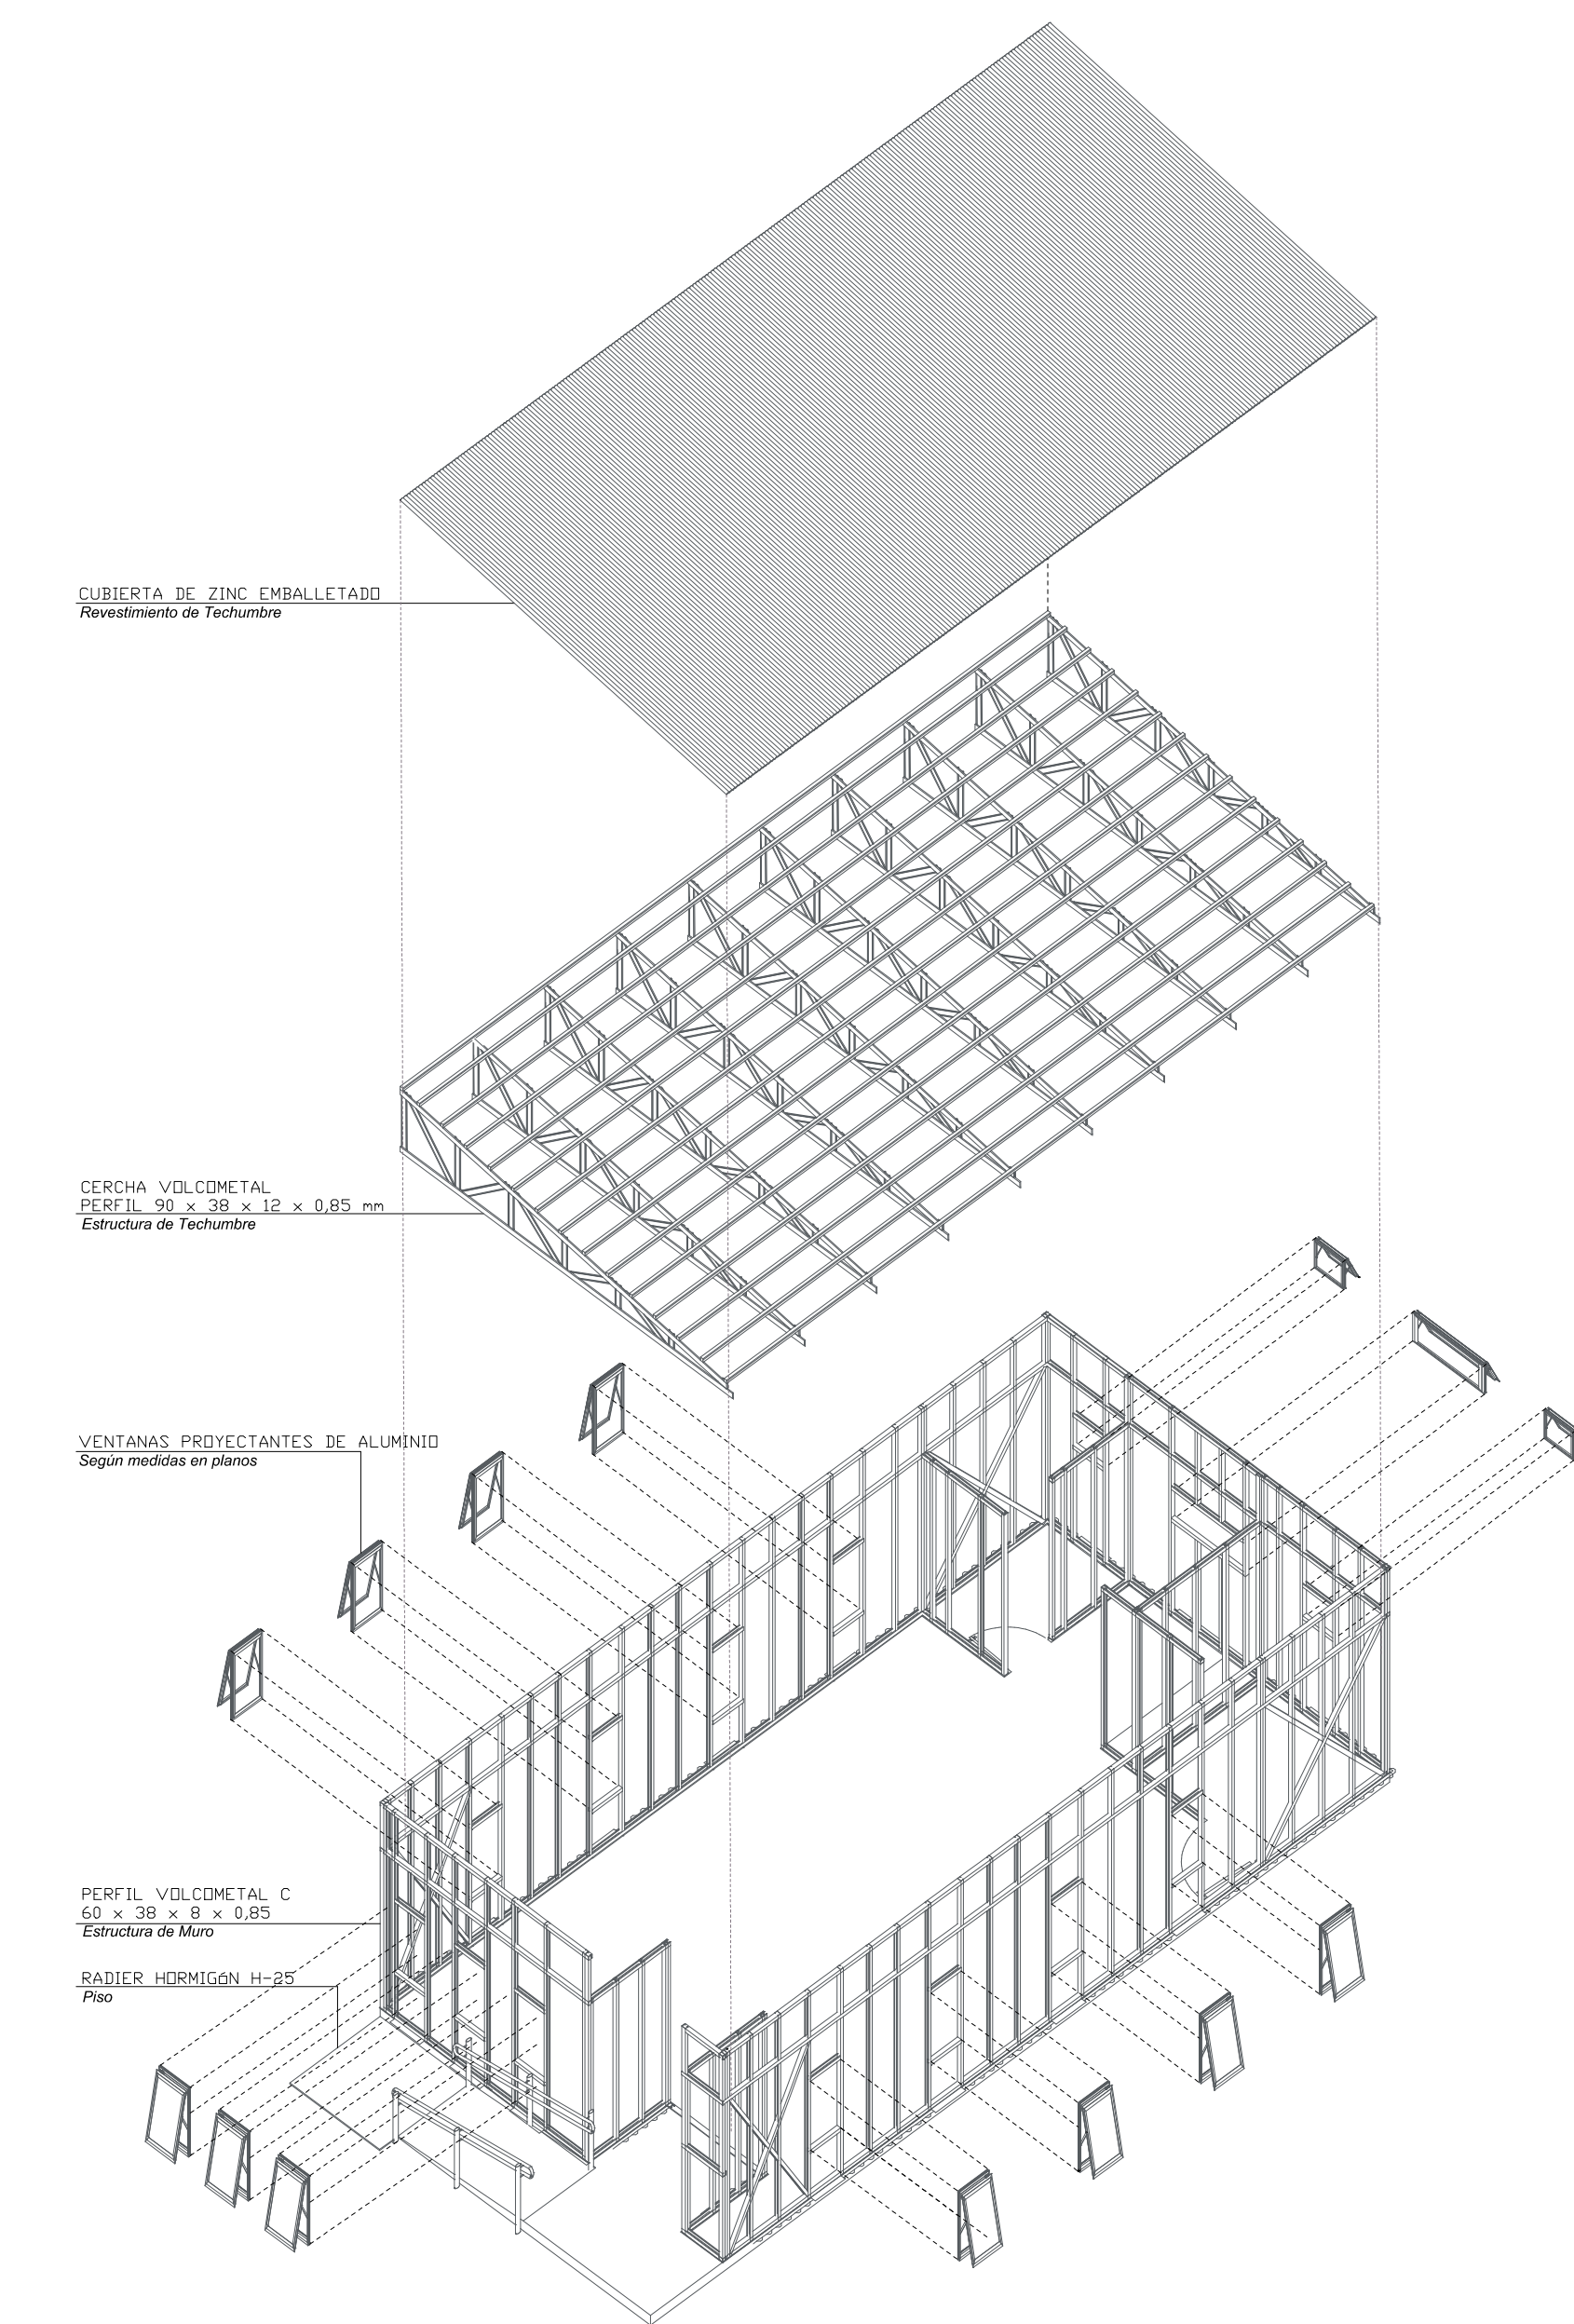 CUBIERTA DE ZINC EMBALLETADO
Revestimiento de Techumbre
CERCHA VOLCOMETAL
PERFIL 90 x 38 x 12 x 0,85 mm
Estructura de Techumbre
VENTANAS PROYECTANTES DE ALUMINIO
Según medidas en planos
PERFIL VOLCOMETAL C
60 x 38 x 8 x 0,85
Estructura de Muro
RADIER HORMIGóN H-25
Piso